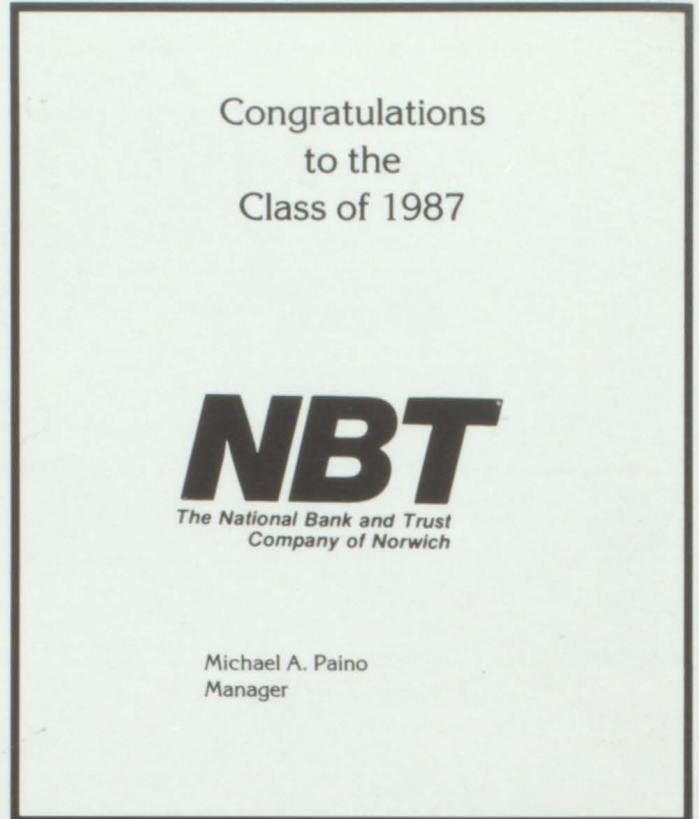 Congratulations
to the
Class of 1987
NBT
The National Bank and Trust
Company of Norwich
Michael A. Paino
Manager